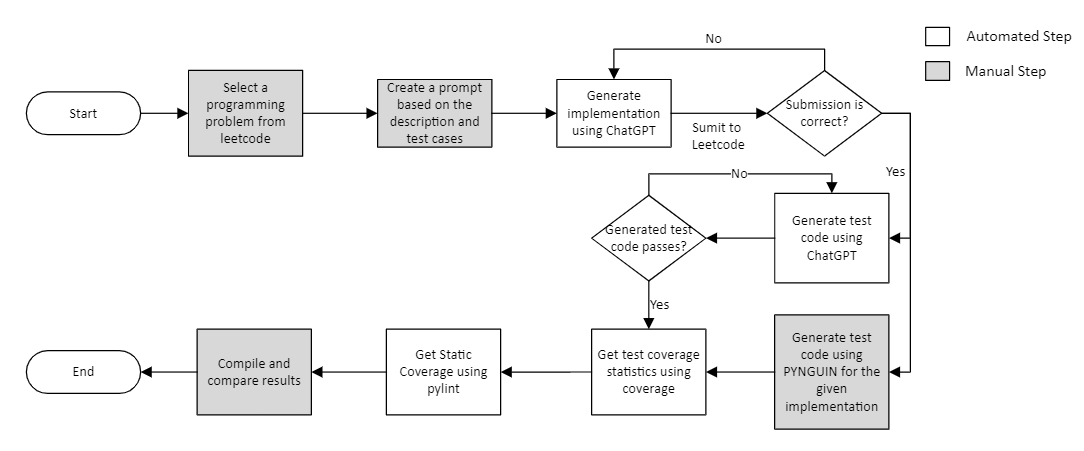 No
Automated Step
Manual Step
Start
Select a
programming
problem from
leetcode
Create a prompt
based on the
description and
test cases
Generate
implementation
using ChatGPT
Sumit to
Leetcode
Submission is
correct?
Yes
No
Generated test
code passes?
Generate test
code using
ChatGPT
Yes
End
Compile and
compare results
Get Static
Coverage using
pylint
Get test coverage
statistics using
coverage
Generate test
code using
PYNGUIN for the
given
implementation